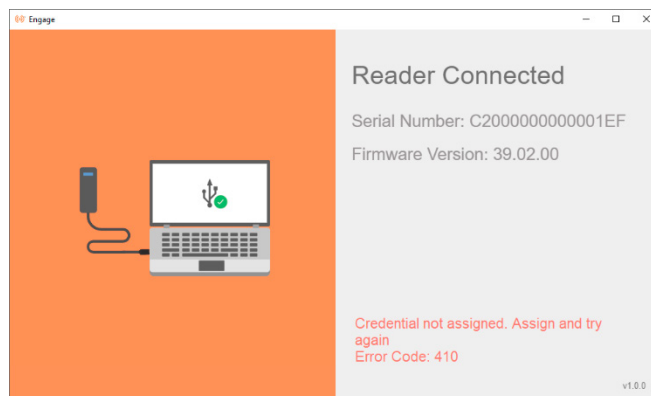 Engage
Reader Connected
Serial Number: C2000000000001EF
Firmware Version: 39.02.00
Credential not assigned. Assign and try
again
Error Code: 410
v1.0.0